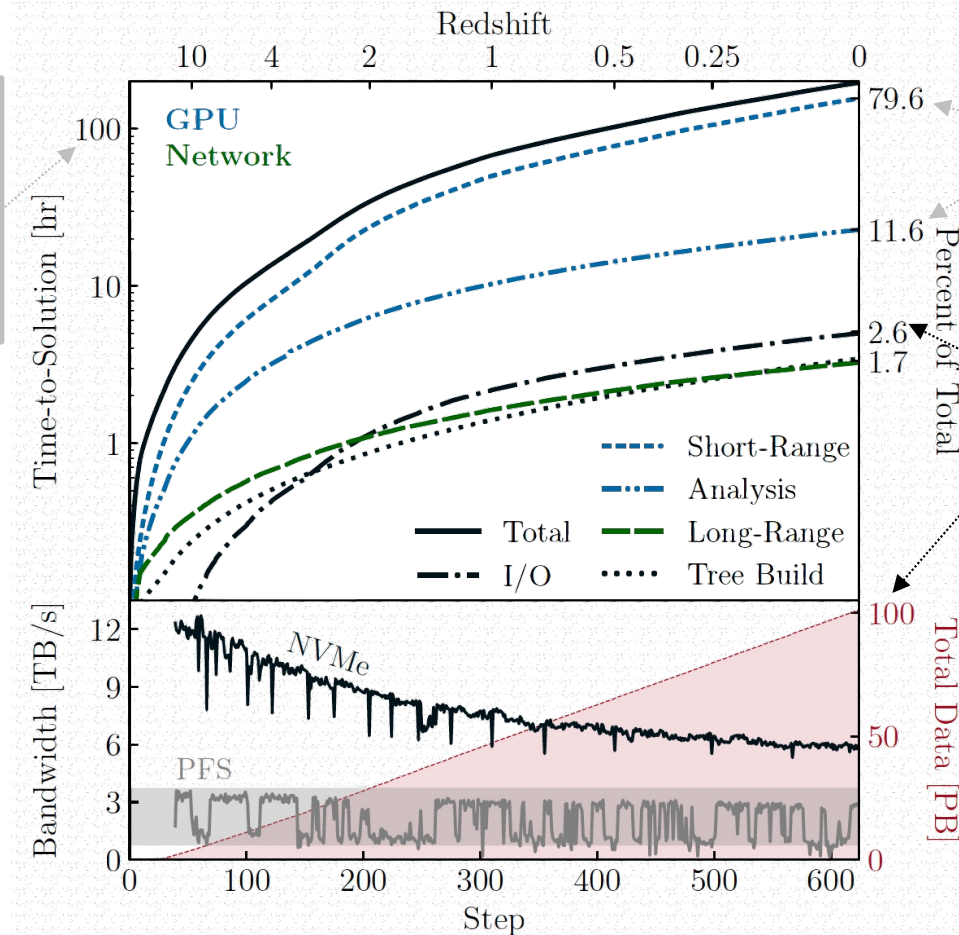 Redshift
10 4 2 1 0.5 0.25 0
GPU
Network
Time-to-Solution [hr]
100
10
1
79.6
11.6
2.6
1.7
Percent of Total
Short-Range
Analysis
Total
Long-Range
I/O
Tree Build
Bandwidth [TB/s]
12
9
6
3
0
NVMe
PFS
100
50
0
Total Data [PB]
0 100 200 300 400 500 600
Step